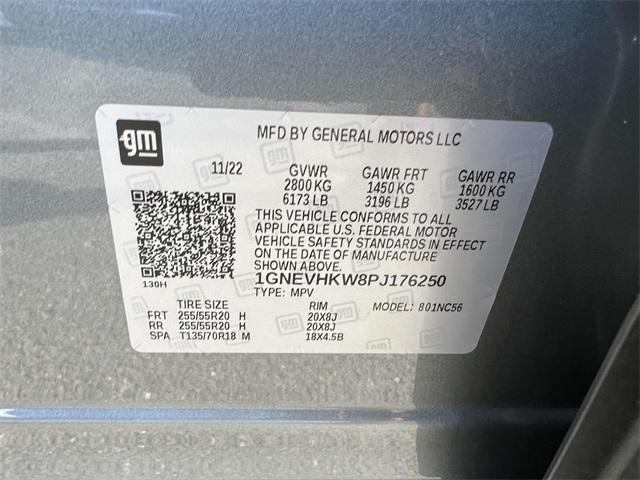 gm
MFD BY GENERAL MOTORS LLC
11/22 GVWR GAWR FRT GAWR RR
2800 KG 1450 KG 1600 KG
6173 LB 3196 LB 3527 LB
THIS VEHICLE CONFORMS TO ALL
APPLICABLE U.S. FEDERAL MOTOR
VEHICLE SAFETY STANDARDS IN EFFECT
ON THE DATE OF MANUFACTURE
SHOWN ABOVE.
130H 1GNEVHKW8PJ176250
TYPE: MPV MODEL: 801NC56
TIRE SIZE RIM
FRT 255/55R20 H 20X8J
RR 255/55R20 H 20X8J
SPA T135/70R18 M 18X4.5B